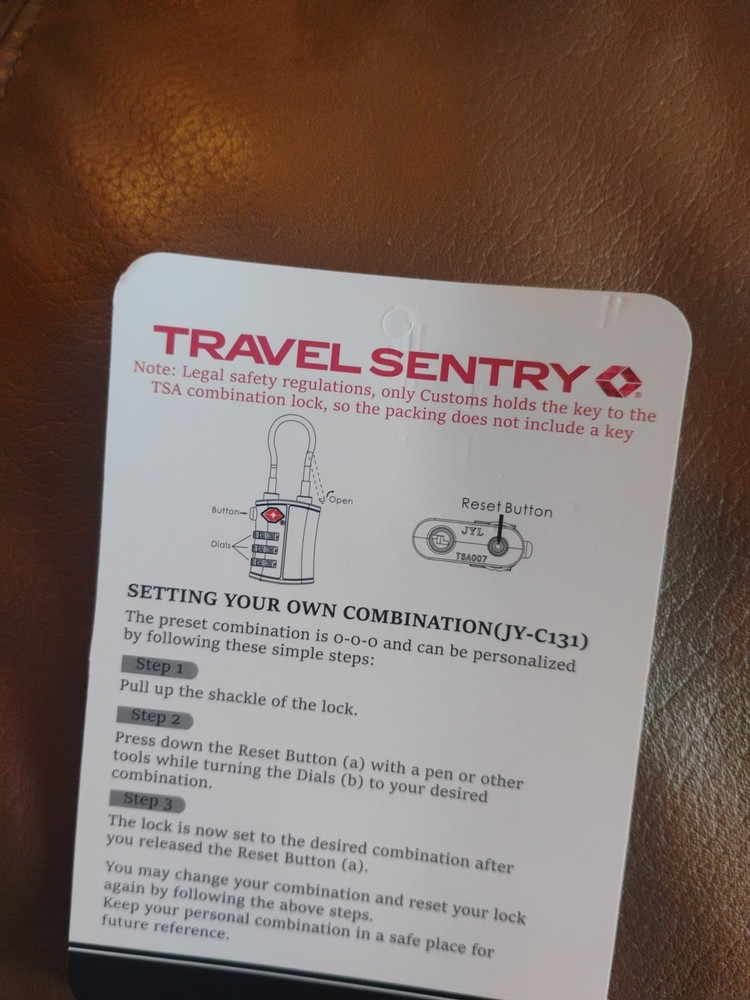 TRAVEL SENTRY
Note: Legal safety regulations, only Customs holds the key to the
TSA combination lock, so the packing does not include a key
Open
Button
Dials
Reset Button
JYL
TSA007
SETTING YOUR OWN COMBINATION(JY-C131)
The preset combination is 0-0-0 and can be personalized
by following these simple steps:
Step 1
Pull up the shackle of the lock.
Step 2
Press down the Reset Button (a) with a pen or other
tools while turning the Dials (b) to your desired
combination.
Step 3
The lock is now set to the desired combination after
you released the Reset Button (a).
You may change your combination and reset your lock
again by following the above steps.
Keep your personal combination in a safe place for
future reference.